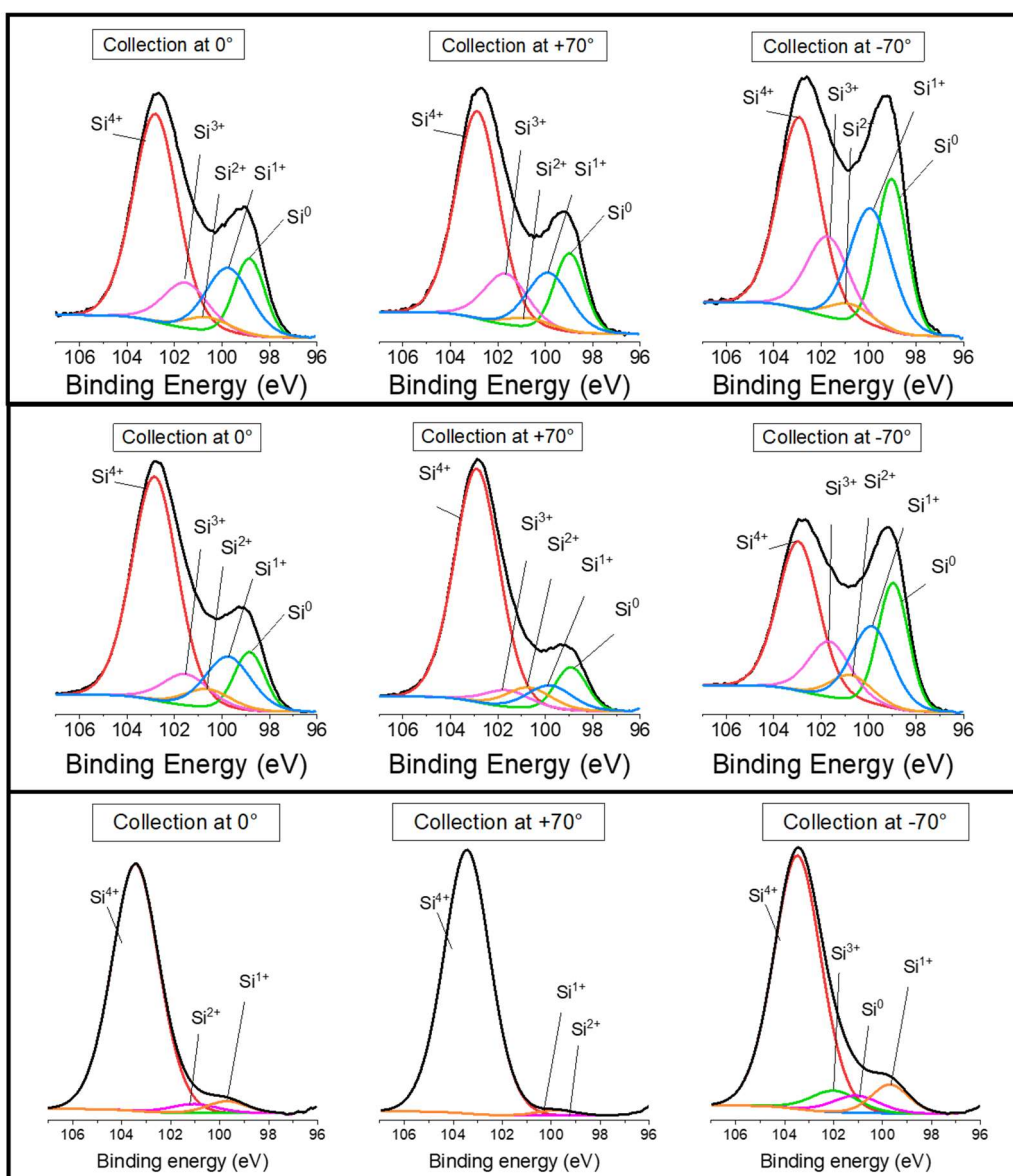 Collection at 0°
Si⁴⁺
Si³⁺
Si²⁺
Si¹⁺
Si⁰
106 104 102 100 98 96
Binding Energy (eV)
Collection at +70°
Si⁴⁺
Si³⁺
Si²⁺
Si¹⁺
Si⁰
106 104 102 100 98 96
Binding Energy (eV)
Collection at -70°
Si⁴⁺
Si³⁺
Si²⁺
Si¹⁺
Si⁰
106 104 102 100 98 96
Binding Energy (eV)
Collection at 0°
Si⁴⁺
Si³⁺
Si²⁺
Si¹⁺
Si⁰
106 104 102 100 98 96
Binding Energy (eV)
Collection at +70°
Si⁴⁺
Si³⁺
Si²⁺
Si¹⁺
Si⁰
106 104 102 100 98 96
Binding Energy (eV)
Collection at -70°
Si⁴⁺
Si³⁺
Si²⁺
Si¹⁺
Si⁰
106 104 102 100 98 96
Binding Energy (eV)
Collection at 0°
Si⁴⁺
Si²⁺
Si¹⁺
106 104 102 100 98 96
Binding energy (eV)
Collection at +70°
Si⁴⁺
Si¹⁺
Si²⁺
106 104 102 100 98 96
Binding energy (eV)
Collection at -70°
Si⁴⁺
Si³⁺
Si⁰
Si¹⁺
106 104 102 100 98 96
Binding energy (eV)